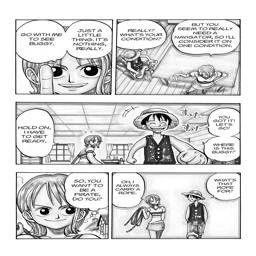 GO WITH ME
TO SEE
BUGGY.
JUST A
LITTLE
THING. IT'S
NOTHING,
REALLY.
REALLY?
WHAT'S YOUR
CONDITION?
BUT YOU
SEEM TO REALLY
NEED A
NAVIGATOR, SO I'LL
CONSIDER IT ON
ONE CONDITION.
HOLD ON,
I HAVE
TO GET
READY.
YOU
GOT IT!
LET'S
GO!
WHERE
IS THIS
BUGGY?
SO, YOU
WANT TO
BE A
PIRATE,
DO YOU?
OH, I
ALWAYS
CARRY A
ROPE.
WHAT'S
THAT
ROPE
FOR?